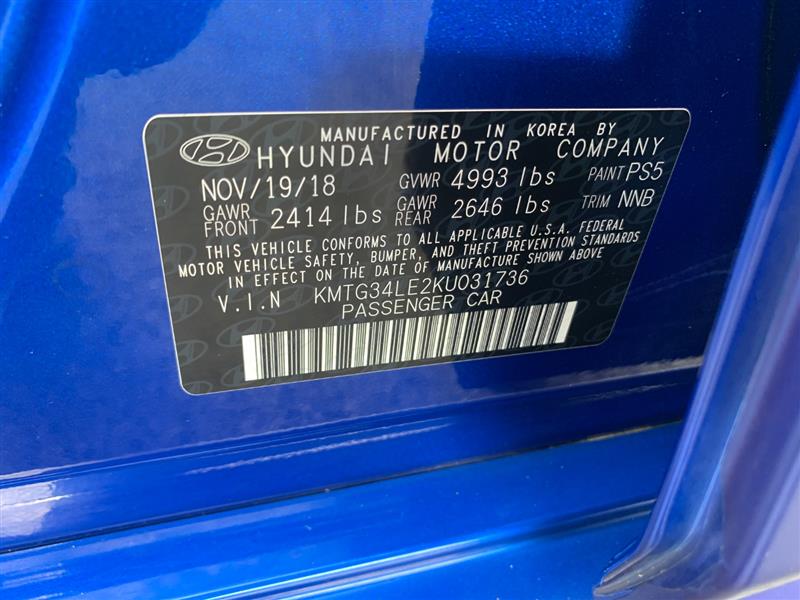 MANUFACTURED IN KOREA BY
HYUNDAI MOTOR COMPANY
NOV/19/18 GVWR 4993 lbs PAINT PS5
GAWR FRONT 2414 lbs GAWR REAR 2646 lbs TRIM NNB
THIS VEHICLE CONFORMS TO ALL APPLICABLE U.S.A. FEDERAL
MOTOR VEHICLE SAFETY, BUMPER, AND THEFT PREVENTION STANDARDS
IN EFFECT ON THE DATE OF MANUFACTURE SHOWN ABOVE
V.I.N KMTG34LE2KU031736
PASSENGER CAR